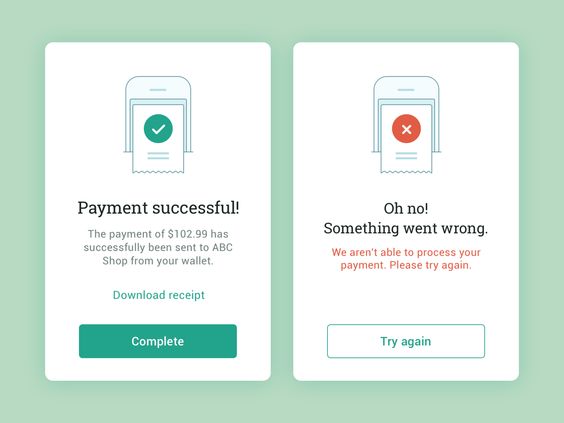 Payment successful!
The payment of $102.99 has
successfully been sent to ABC
Shop from your wallet.
Download receipt
Complete
Oh no!
Something went wrong.
We aren't able to process your
payment. Please try again.
Try again